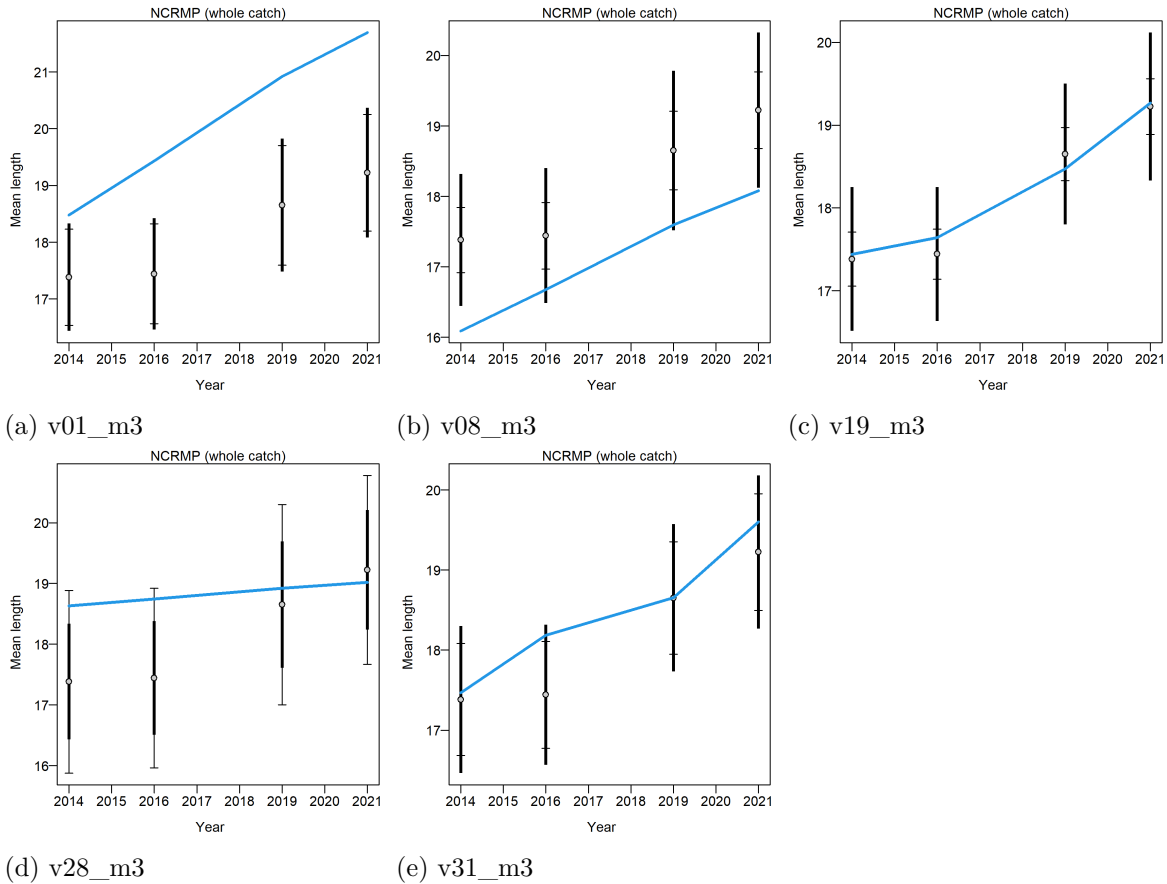 NCRMP (whole catch)
Mean length
21
20
19
18
17
2014 2015 2016 2017 2018 2019 2020 2021
Year
(a) v01_m3
NCRMP (whole catch)
Mean length
20
19
18
17
16
2014 2015 2016 2017 2018 2019 2020 2021
Year
(b) v08_m3
NCRMP (whole catch)
Mean length
20
19
18
17
2014 2015 2016 2017 2018 2019 2020 2021
Year
(c) v19_m3
NCRMP (whole catch)
Mean length
20
19
18
17
16
2014 2015 2016 2017 2018 2019 2020 2021
Year
(d) v28_m3
NCRMP (whole catch)
Mean length
20
19
18
17
2014 2015 2016 2017 2018 2019 2020 2021
Year
(e) v31_m3